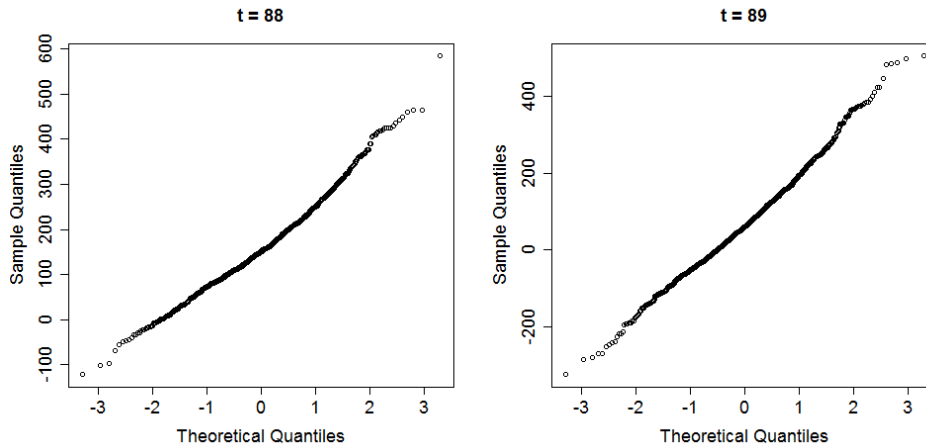 t = 88
600
500
400
300
200
100
0
-100
Sample Quantiles
-3 -2 -1 0 1 2 3
Theoretical Quantiles
t = 89
400
200
0
-200
Sample Quantiles
-3 -2 -1 0 1 2 3
Theoretical Quantiles